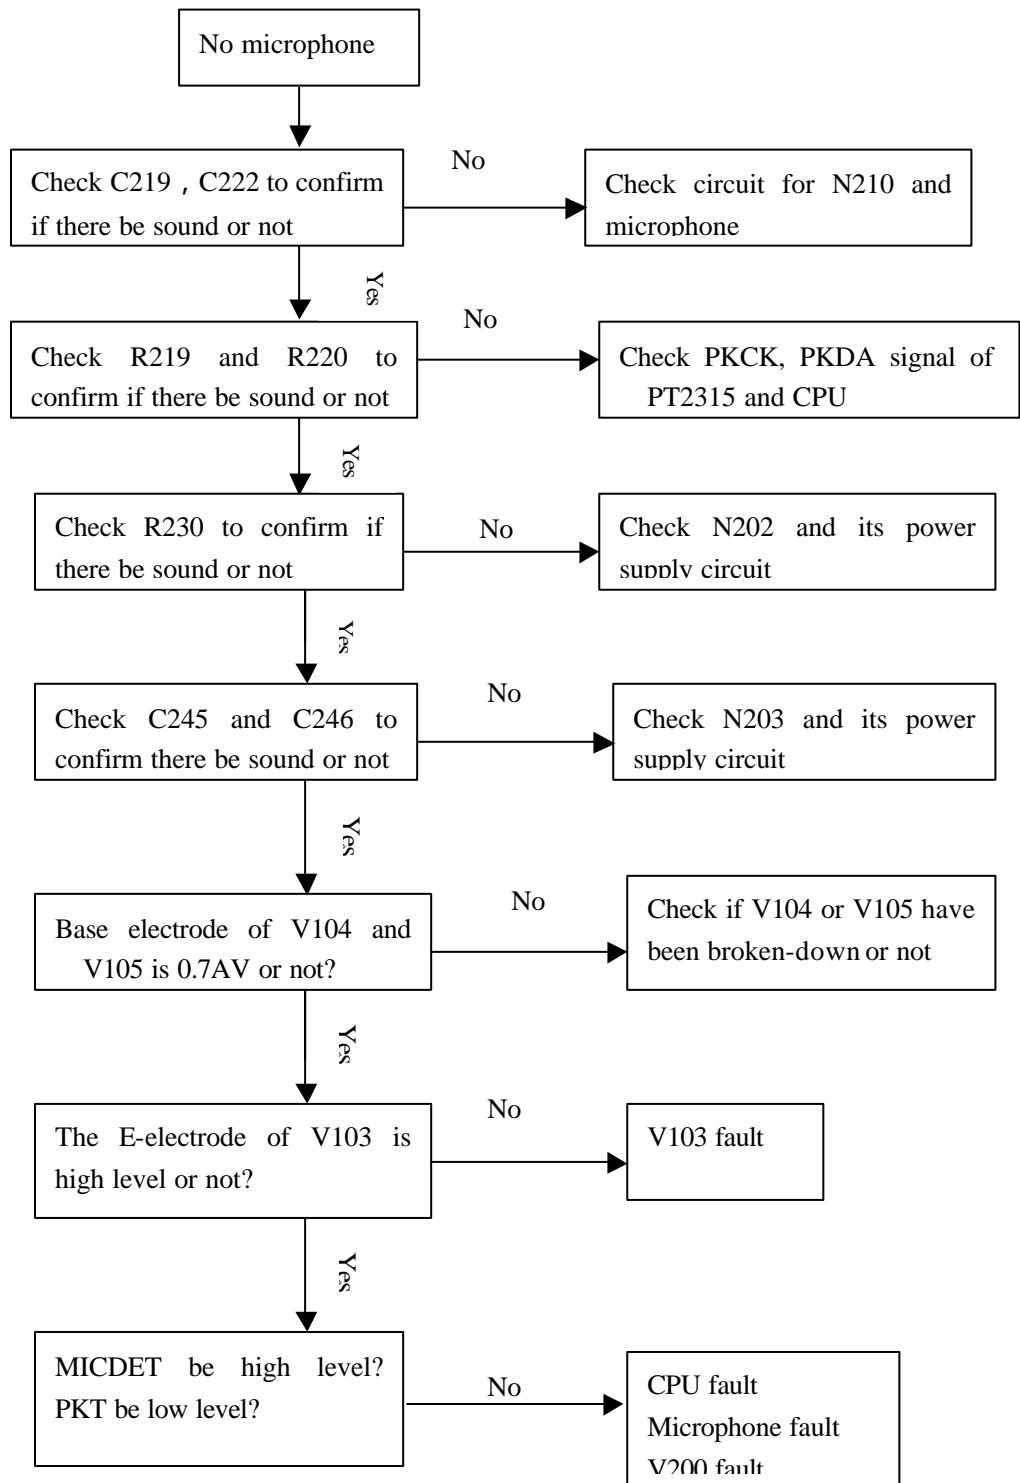 No microphone
Check C219 , C222 to confirm
if there be sound or not
No
Check circuit for N210 and
microphone
Yes
Check R219 and R220 to
confirm if there be sound or not
No
Check PKCK, PKDA signal of
PT2315 and CPU
Yes
Check R230 to confirm if
there be sound or not
No
Check N202 and its power
supply circuit
Yes
Check C245 and C246 to
confirm there be sound or not
No
Check N203 and its power
supply circuit
Yes
Base electrode of V104 and
V105 is 0.7AV or not?
No
Check if V104 or V105 have
been broken-down or not
Yes
The E-electrode of V103 is
high level or not?
No
V103 fault
Yes
MICDET be high level?
PKT be low level?
No
CPU fault
Microphone fault
V200 fault